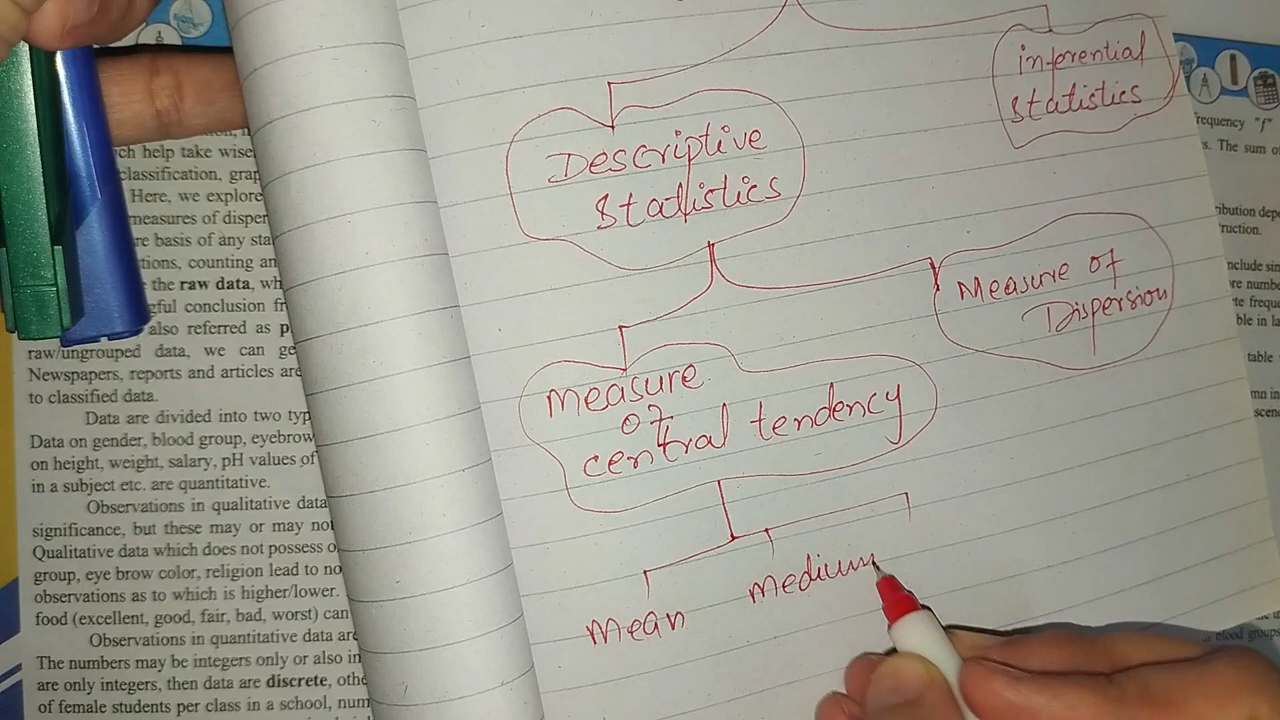 inferential
statistics
Descriptive
statistics
Measure of
Dispersion
Measure
of
central tendency
Mean
Medium
ch help take wise
classification, grap
Here, we explore
measures of disper
re basis of any sta
tions, counting an
the raw data, wh
gful conclusion fr
also referred as p
raw/ungrouped data, we can ge
Newspapers, reports and articles are
to classified data.
Data are divided into two typ
Data on gender, blood group, eyebrow
on height, weight, salary, pH values of
in a subject etc. are quantitative.
Observations in qualitative data
significance, but these may or may not
Qualitative data which does not possess o
group, eye brow color, religion lead to no
observations as to which is higher/lower.
food (excellent, good, fair, bad, worst) can
Observations in quantitative data are
The numbers may be integers only or also in
are only integers, then data are discrete, othe
of female students per class in a school, num
requency "f"
s. The sum o
ibution dep
truction.
nclude sin
re numbe
te freque
ble in la
table
mn in
scenc
blood groups